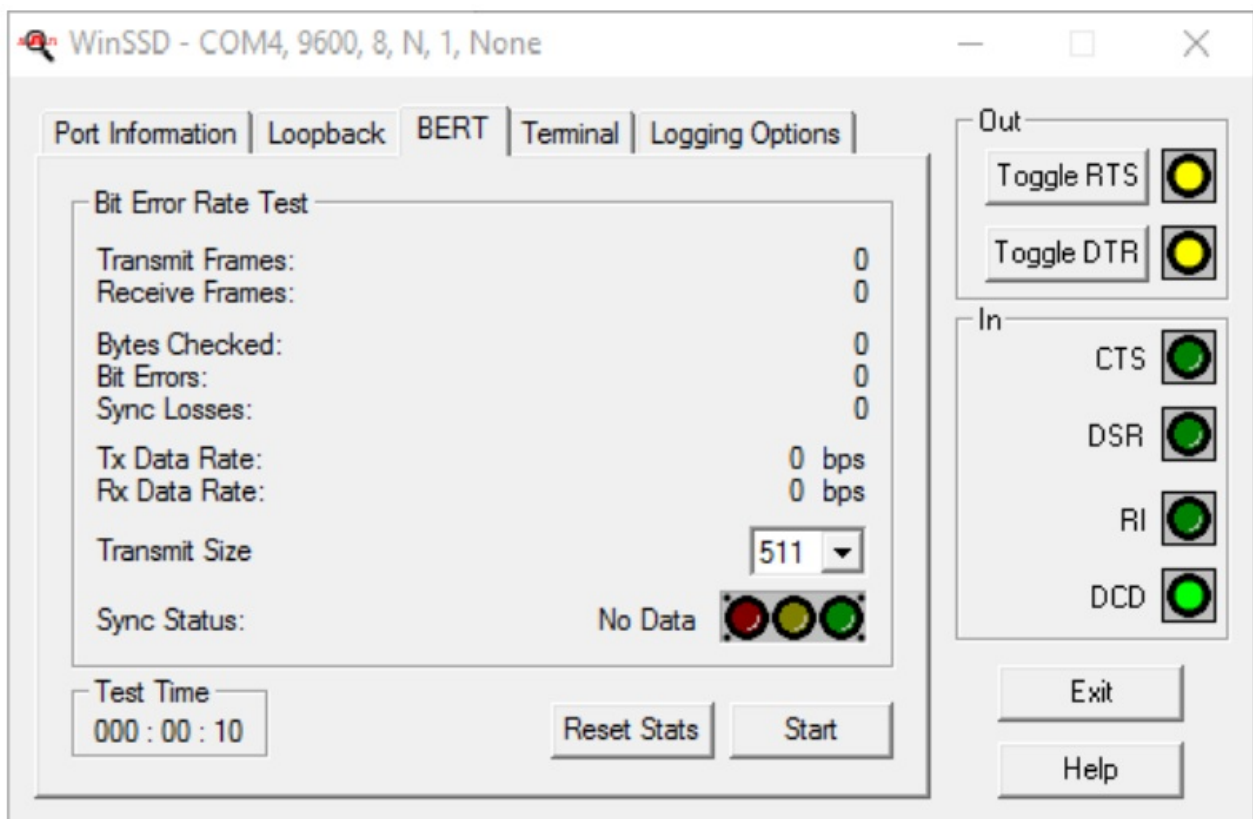 WinSSD - COM4, 9600, 8, N, 1, None
Port Information Loopback BERT Terminal Logging Options
Bit Error Rate Test
Transmit Frames: 0
Receive Frames: 0
Bytes Checked: 0
Bit Errors: 0
Sync Losses: 0
Tx Data Rate: 0 bps
Rx Data Rate: 0 bps
Transmit Size 511
Sync Status: No Data
Test Time
000 : 00 : 10
Reset Stats Start
Out
Toggle RTS
Toggle DTR
In
CTS
DSR
RI
DCD
Exit
Help